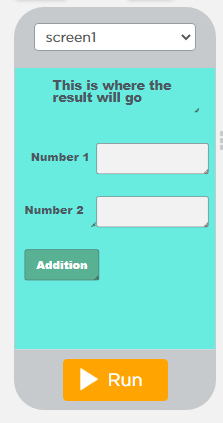 screen1
This is where the
result will go
Number 1
Number 2
Addition
Run